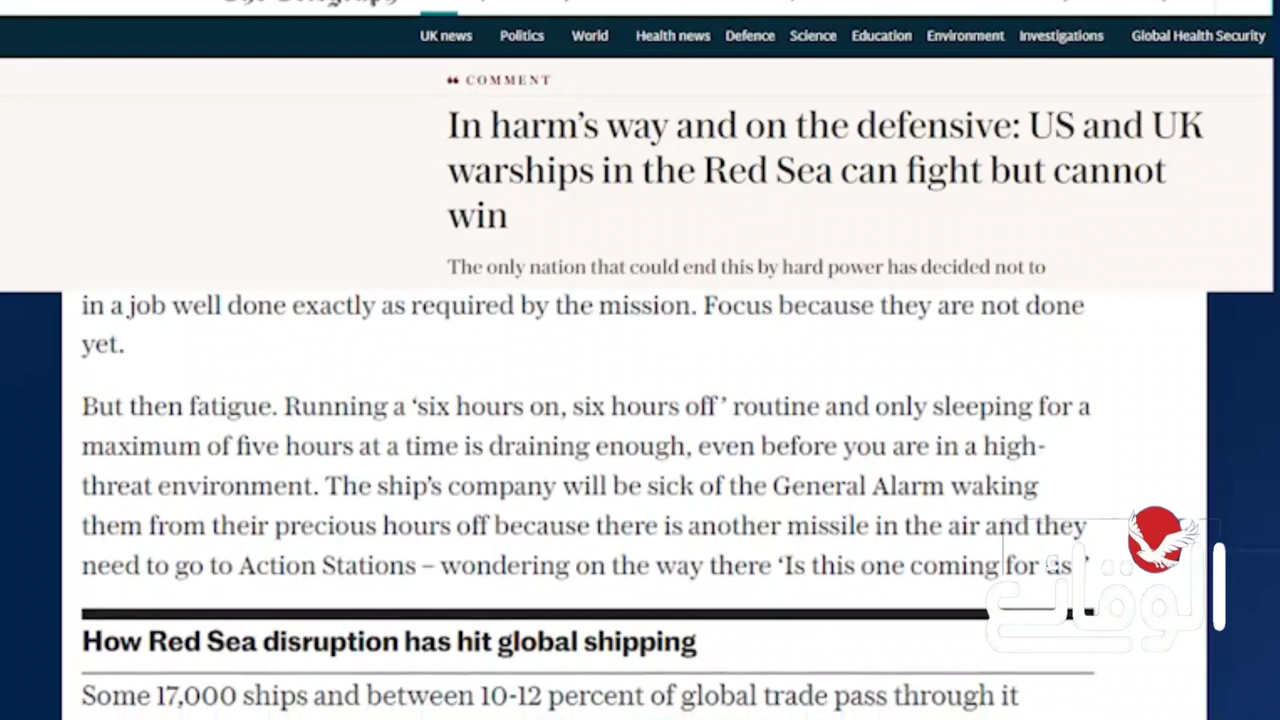 UK news Politics World Health news Defence Science Education Environment Investigations Global Health Security
❝ COMMENT
In harm's way and on the defensive: US and UK
warships in the Red Sea can fight but cannot
win
The only nation that could end this by hard power has decided not to
in a job well done exactly as required by the mission. Focus because they are not done
yet.
But then fatigue. Running a ‘six hours on, six hours off’ routine and only sleeping for a
maximum of five hours at a time is draining enough, even before you are in a high-
threat environment. The ship's company will be sick of the General Alarm waking
them from their precious hours off because there is another missile in the air and they
need to go to Action Stations – wondering on the way there ‘Is this one coming for
الوقائع
How Red Sea disruption has hit global shipping
Some 17,000 ships and between 10-12 percent of global trade pass through it